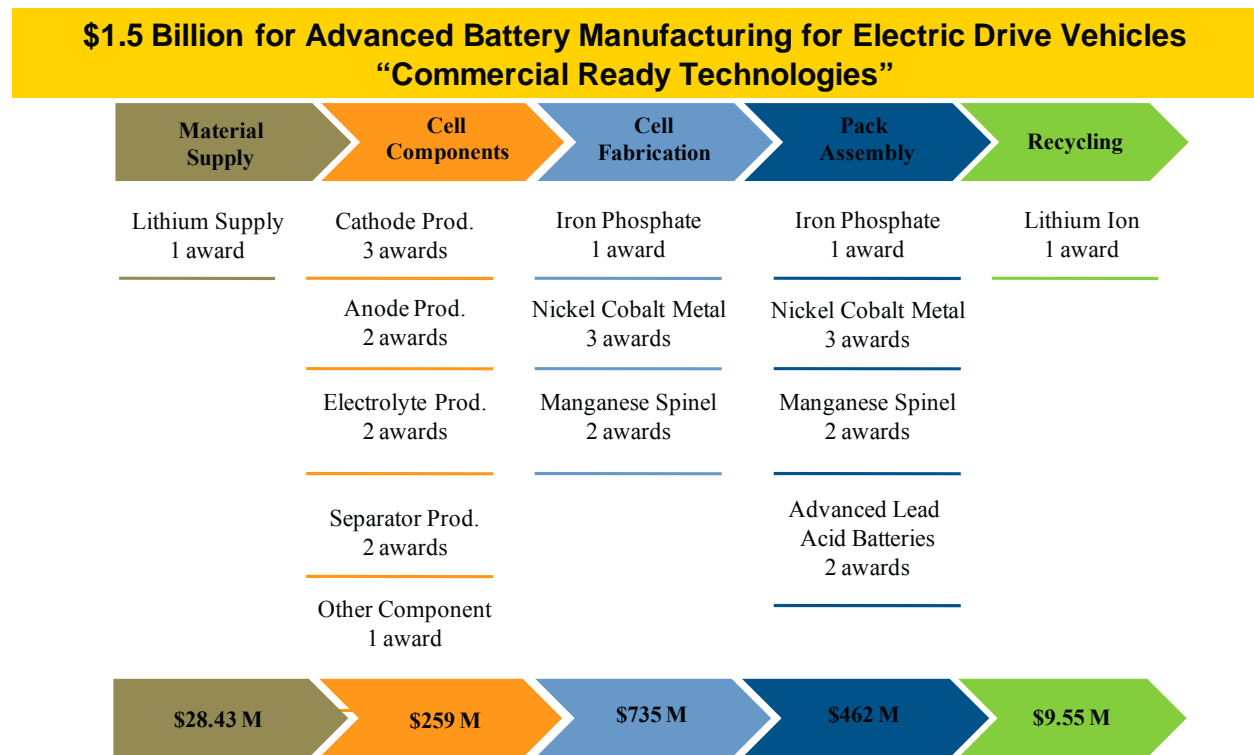 $1.5 Billion for Advanced Battery Manufacturing for Electric Drive Vehicles
“Commercial Ready Technologies”
Material
Supply
Cell
Components
Cell
Fabrication
Pack
Assembly
Recycling
Lithium Supply
1 award
Cathode Prod.
3 awards
Anode Prod.
2 awards
Electrolyte Prod.
2 awards
Separator Prod.
2 awards
Other Component
1 award
Iron Phosphate
1 award
Nickel Cobalt Metal
3 awards
Manganese Spinel
2 awards
Iron Phosphate
1 award
Nickel Cobalt Metal
3 awards
Manganese Spinel
2 awards
Advanced Lead
Acid Batteries
2 awards
Lithium Ion
1 award
$28.43 M
$259 M
$735 M
$462 M
$9.55 M